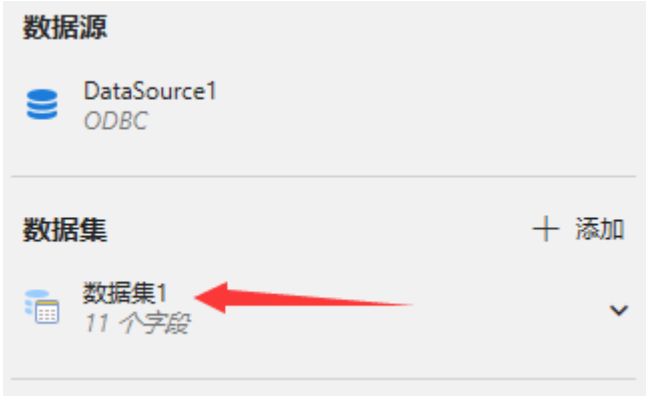 数据源
DataSource1
ODBC
数据集
添加
数据集1
11 个字段